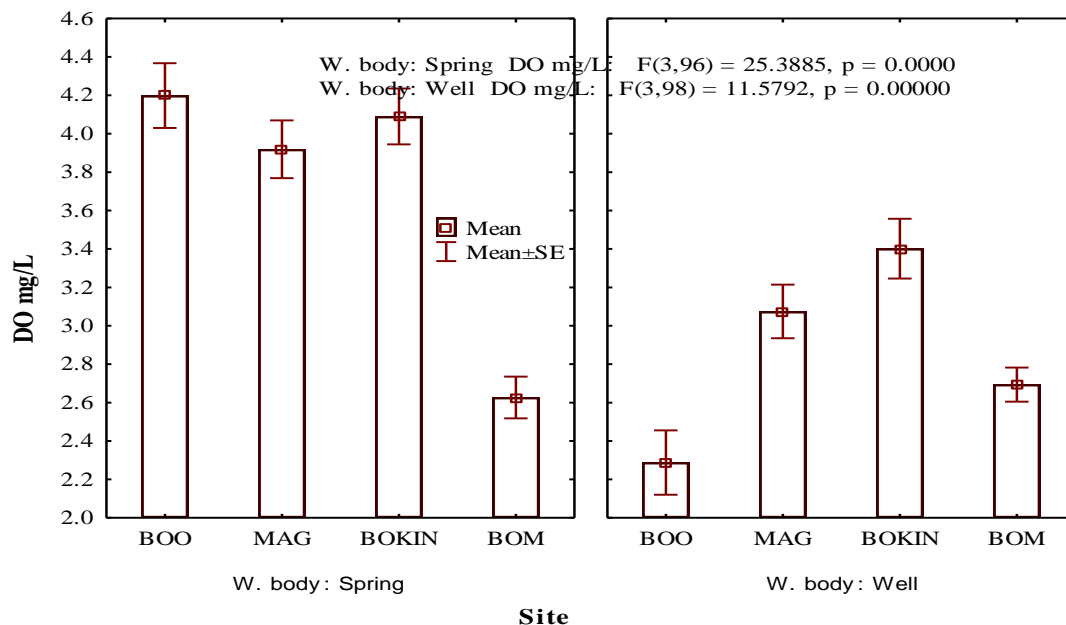 4.6
4.4
4.2
4.0
3.8
3.6
3.4
3.2
3.0
2.8
2.6
2.4
2.2
2.0
DO mg/L
W. body: Spring DO mg/L: F(3,96) = 25.3885, p = 0.0000
W. body: Well DO mg/L: F(3,98) = 11.5792, p = 0.00000
Mean
Mean±SE
BOO MAG BOKIN BOM
BOO MAG BOKIN BOM
W. body: Spring
W. body: Well
Site